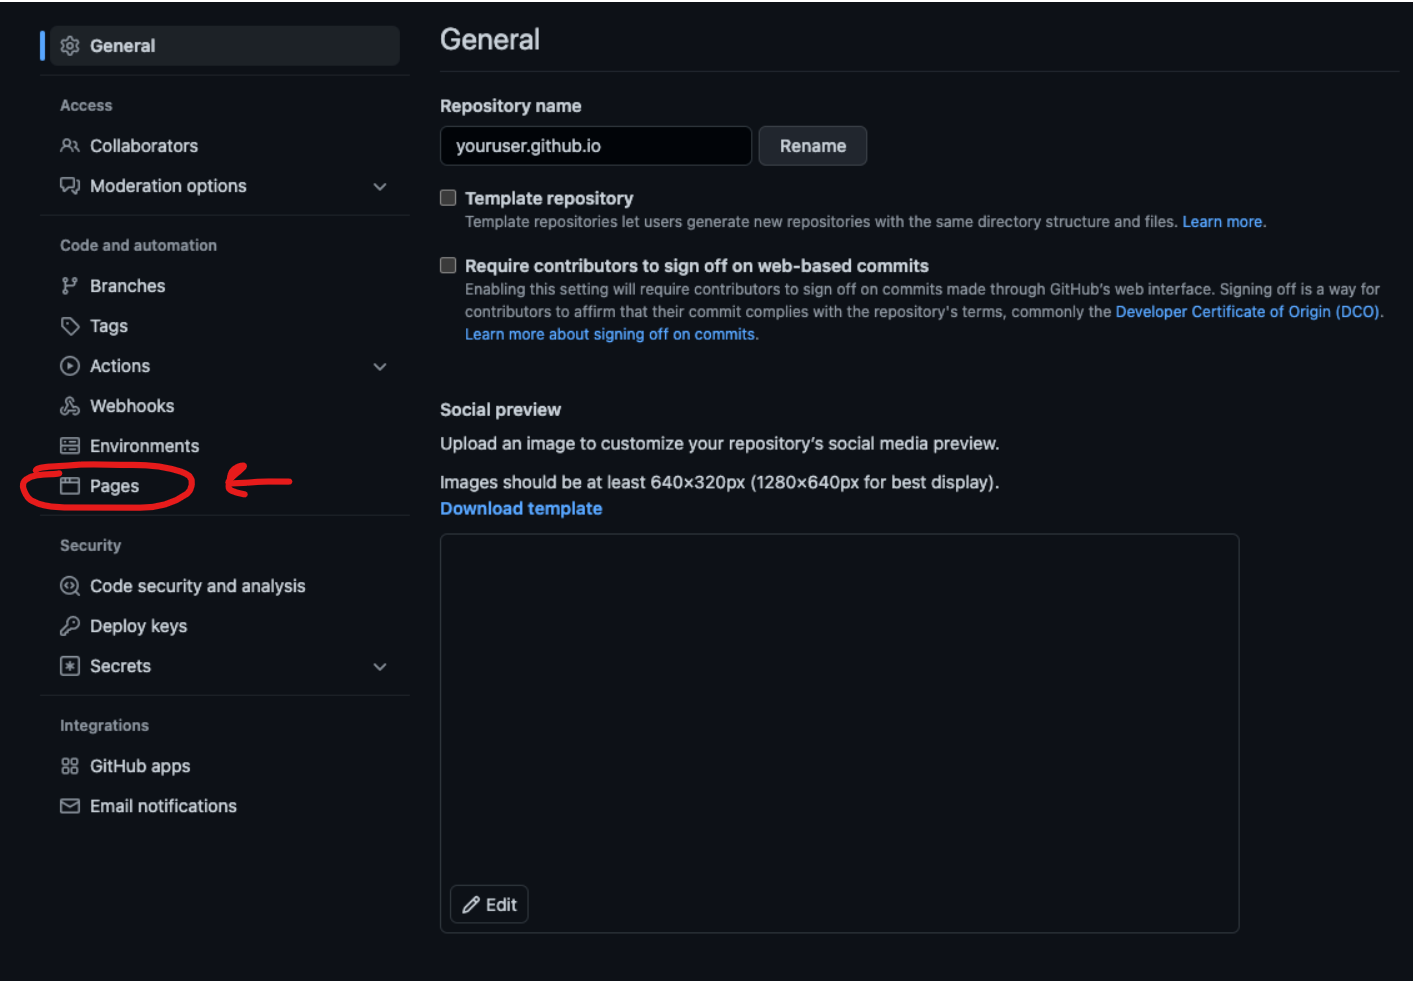 General
Access
Collaborators
Moderation options
Code and automation
Branches
Tags
Actions
Webhooks
Environments
Pages
Security
Code security and analysis
Deploy keys
Secrets
Integrations
GitHub apps
Email notifications
General
Repository name
youruser.github.io
Rename
Template repository
Template repositories let users generate new repositories with the same directory structure and files. Learn more.
Require contributors to sign off on web-based commits
Enabling this setting will require contributors to sign off on commits made through GitHub's web interface. Signing off is a way for
contributors to affirm that their commit complies with the repository's terms, commonly the Developer Certificate of Origin (DCO).
Learn more about signing off on commits.
Social preview
Upload an image to customize your repository's social media preview.
Images should be at least 640×320px (1280×640px for best display).
Download template
Edit